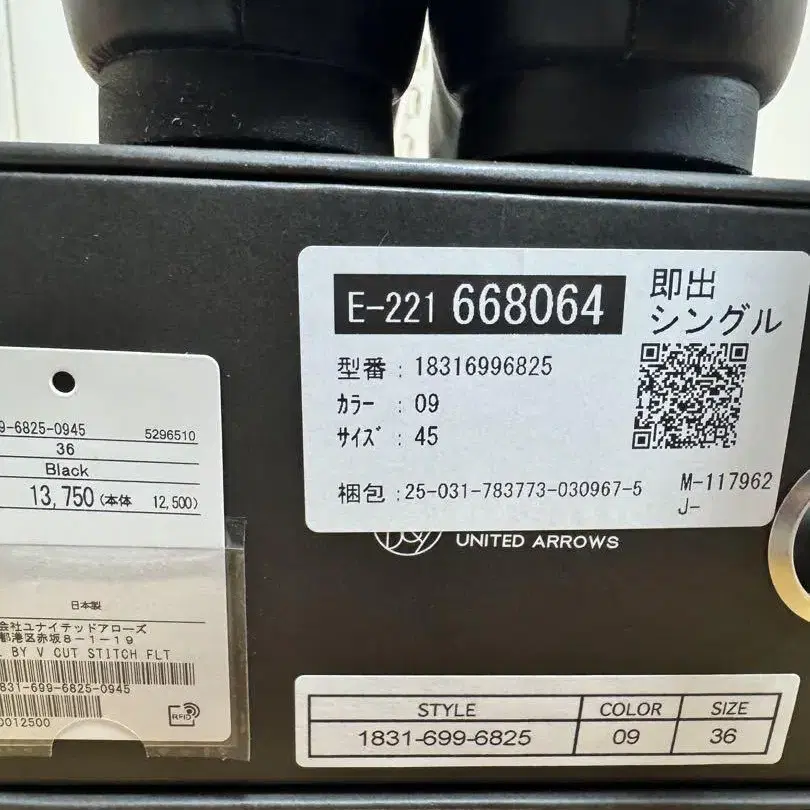 E-221 668064
即出
シングル
型番 : 18316996825
カラー : 09
サイズ : 45
梱包 : 25-031-783773-030967-5
M-117962
J-
UNITED ARROWS
9-6825-0945 5296510
36
Black
13,750 (本体 12,500)
日本製
会社ユナイテッドアローズ
都港区赤坂8-1-19
BY V CUT STITCH FLT
831-699-6825-0945
0012500
RFID
STYLE COLOR SIZE
1831-699-6825 09 36